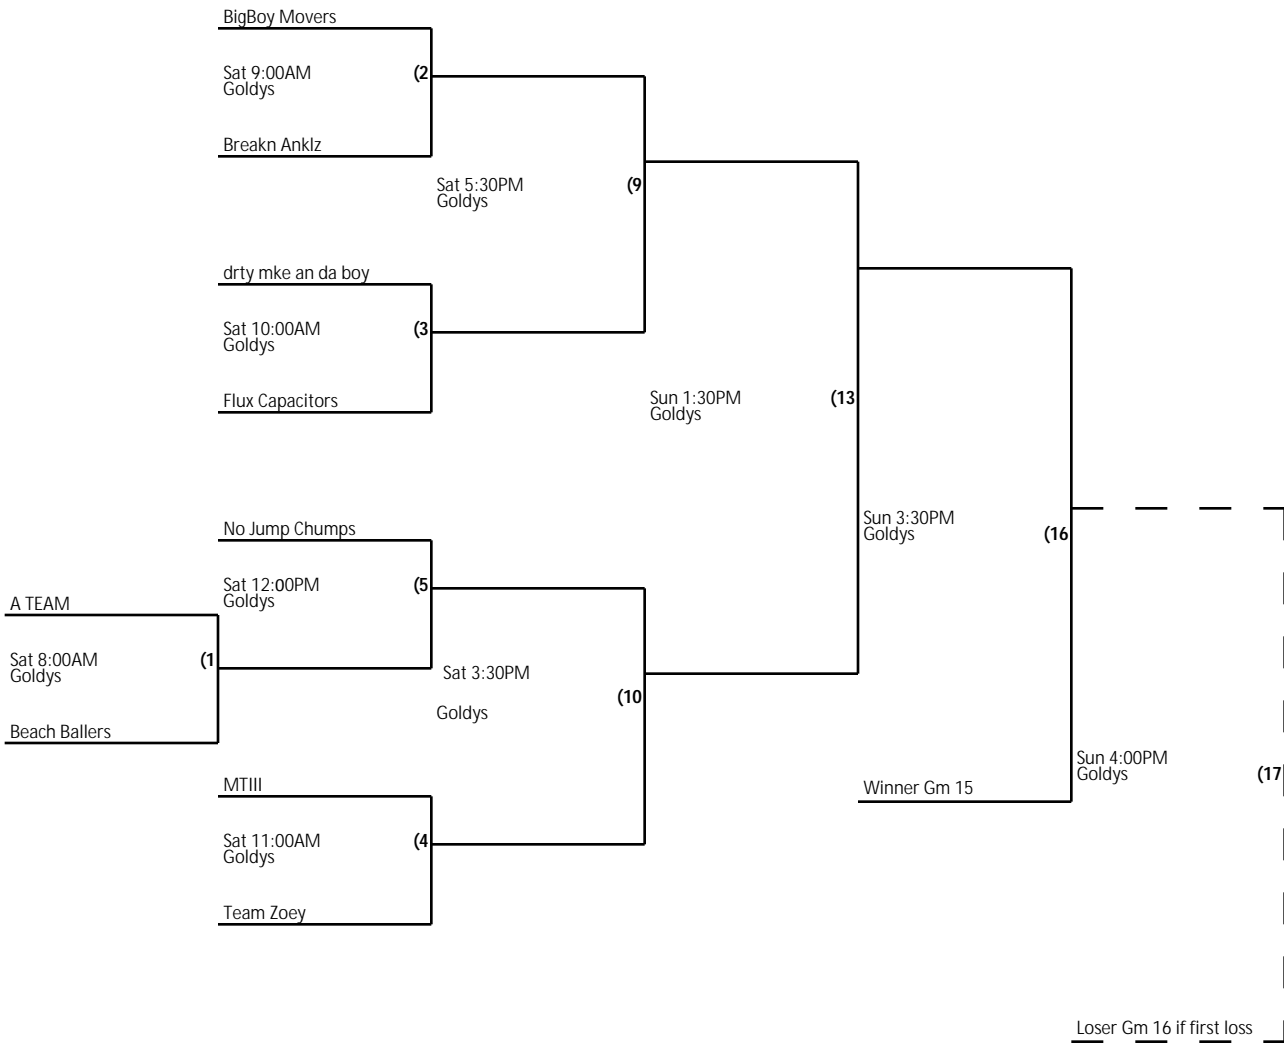 BigBoy Movers
Sat 9:00AM
Goldys
(2
Breakn Anklz
Sat 5:30PM
Goldys
(9
drty mke an da boy
Sat 10:00AM
Goldys
(3
Flux Capacitors
Sun 1:30PM
Goldys
(13
No Jump Chumps
Sat 12:00PM
Goldys
(5
A TEAM
Sat 8:00AM
Goldys
(1
Beach Ballers
Sat 3:30PM
Goldys
(10
MTIII
Sat 11:00AM
Goldys
(4
Team Zoey
Sun 3:30PM
Goldys
(16
Winner Gm 15
Sun 4:00PM
Goldys
(17
Loser Gm 16 if first loss